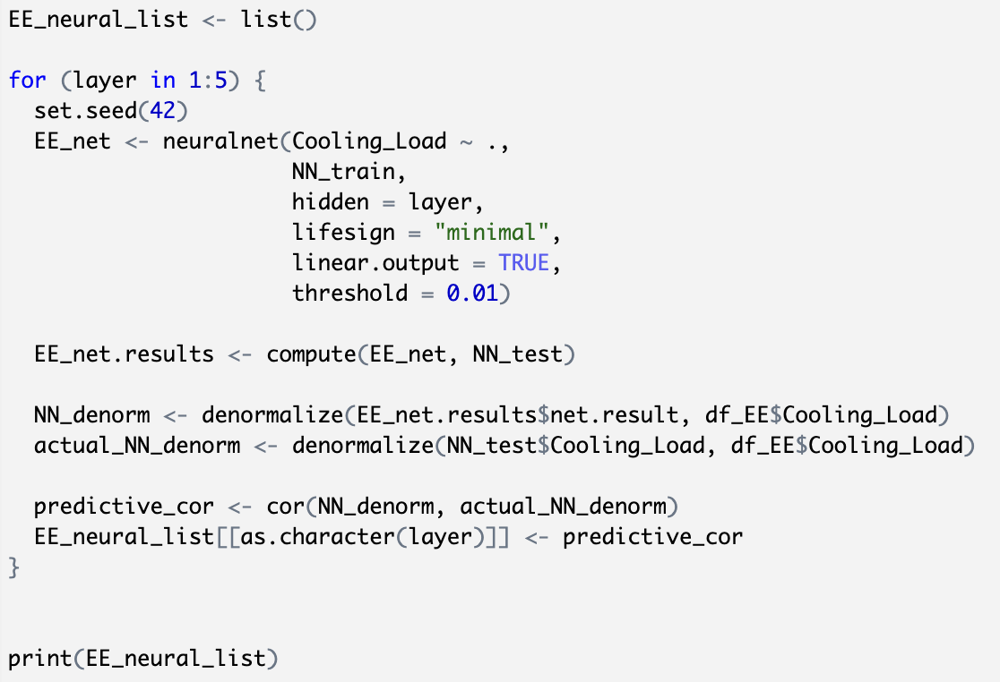 EE_neural_list <- list()
for (layer in 1:5) {
  set.seed(42)
  EE_net <- neuralnet(Cooling_Load ~ .,
                      NN_train,
                      hidden = layer,
                      lifesign = "minimal",
                      linear.output = TRUE,
                      threshold = 0.01)
  EE_net.results <- compute(EE_net, NN_test)
  NN_denorm <- denormalize(EE_net.results$net.result, df_EE$Cooling_Load)
  actual_NN_denorm <- denormalize(NN_test$Cooling_Load, df_EE$Cooling_Load)
  predictive_cor <- cor(NN_denorm, actual_NN_denorm)
  EE_neural_list[[as.character(layer)]] <- predictive_cor
}
print(EE_neural_list)